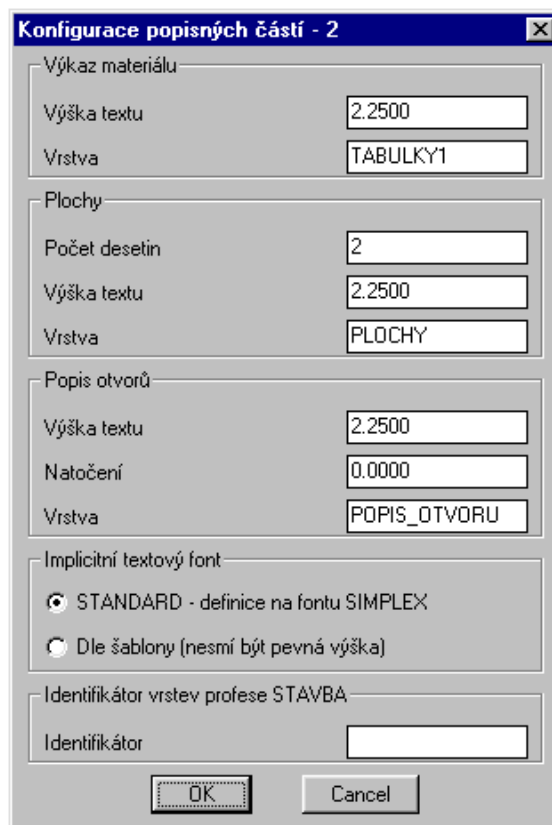 Konfigurace popisných částí - 2
Výkaz materiálu
Výška textu 2.2500
Vrstva TABULKY1
Plochy
Počet desetin 2
Výška textu 2.2500
Vrstva PLOCHY
Popis otvorů
Výška textu 2.2500
Natočení 0.0000
Vrstva POPIS_OTVORU
Implicitní textový font
STANDARD - definice na fontu SIMPLEX
Dle šablony (nesmí být pevná výška)
Identifikátor vrstev profese STAVBA
Identifikátor
OK Cancel